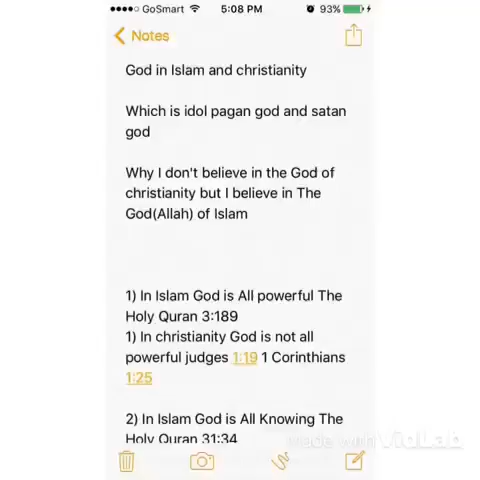 GoSmart 5:08 PM 93%
Notes
God in Islam and christianity
Which is idol pagan god and satan
god
Why I don't believe in the God of
christianity but I believe in The
God(Allah) of Islam
1) In Islam God is All powerful The
Holy Quran 3:189
1) In christianity God is not all
powerful judges 1:19 1 Corinthians
1:25
2) In Islam God is All Knowing The
Holy Quran 31:34
Made with VidLab